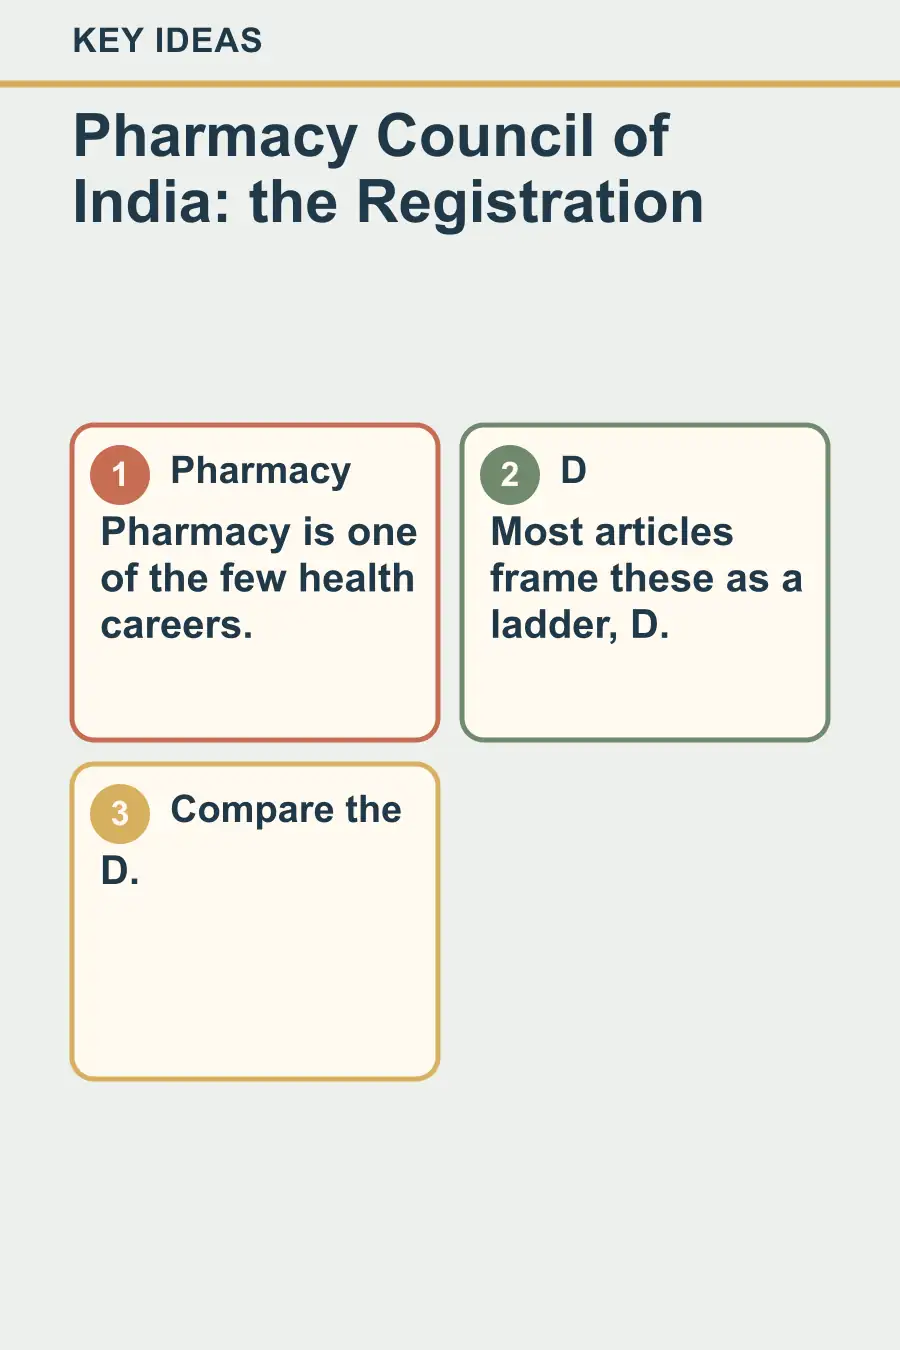 KEY IDEAS
Pharmacy Council of
India: the Registration
1 Pharmacy
Pharmacy is one
of the few health
careers.
2 D
Most articles
frame these as a
ladder, D.
3 Compare the
D.